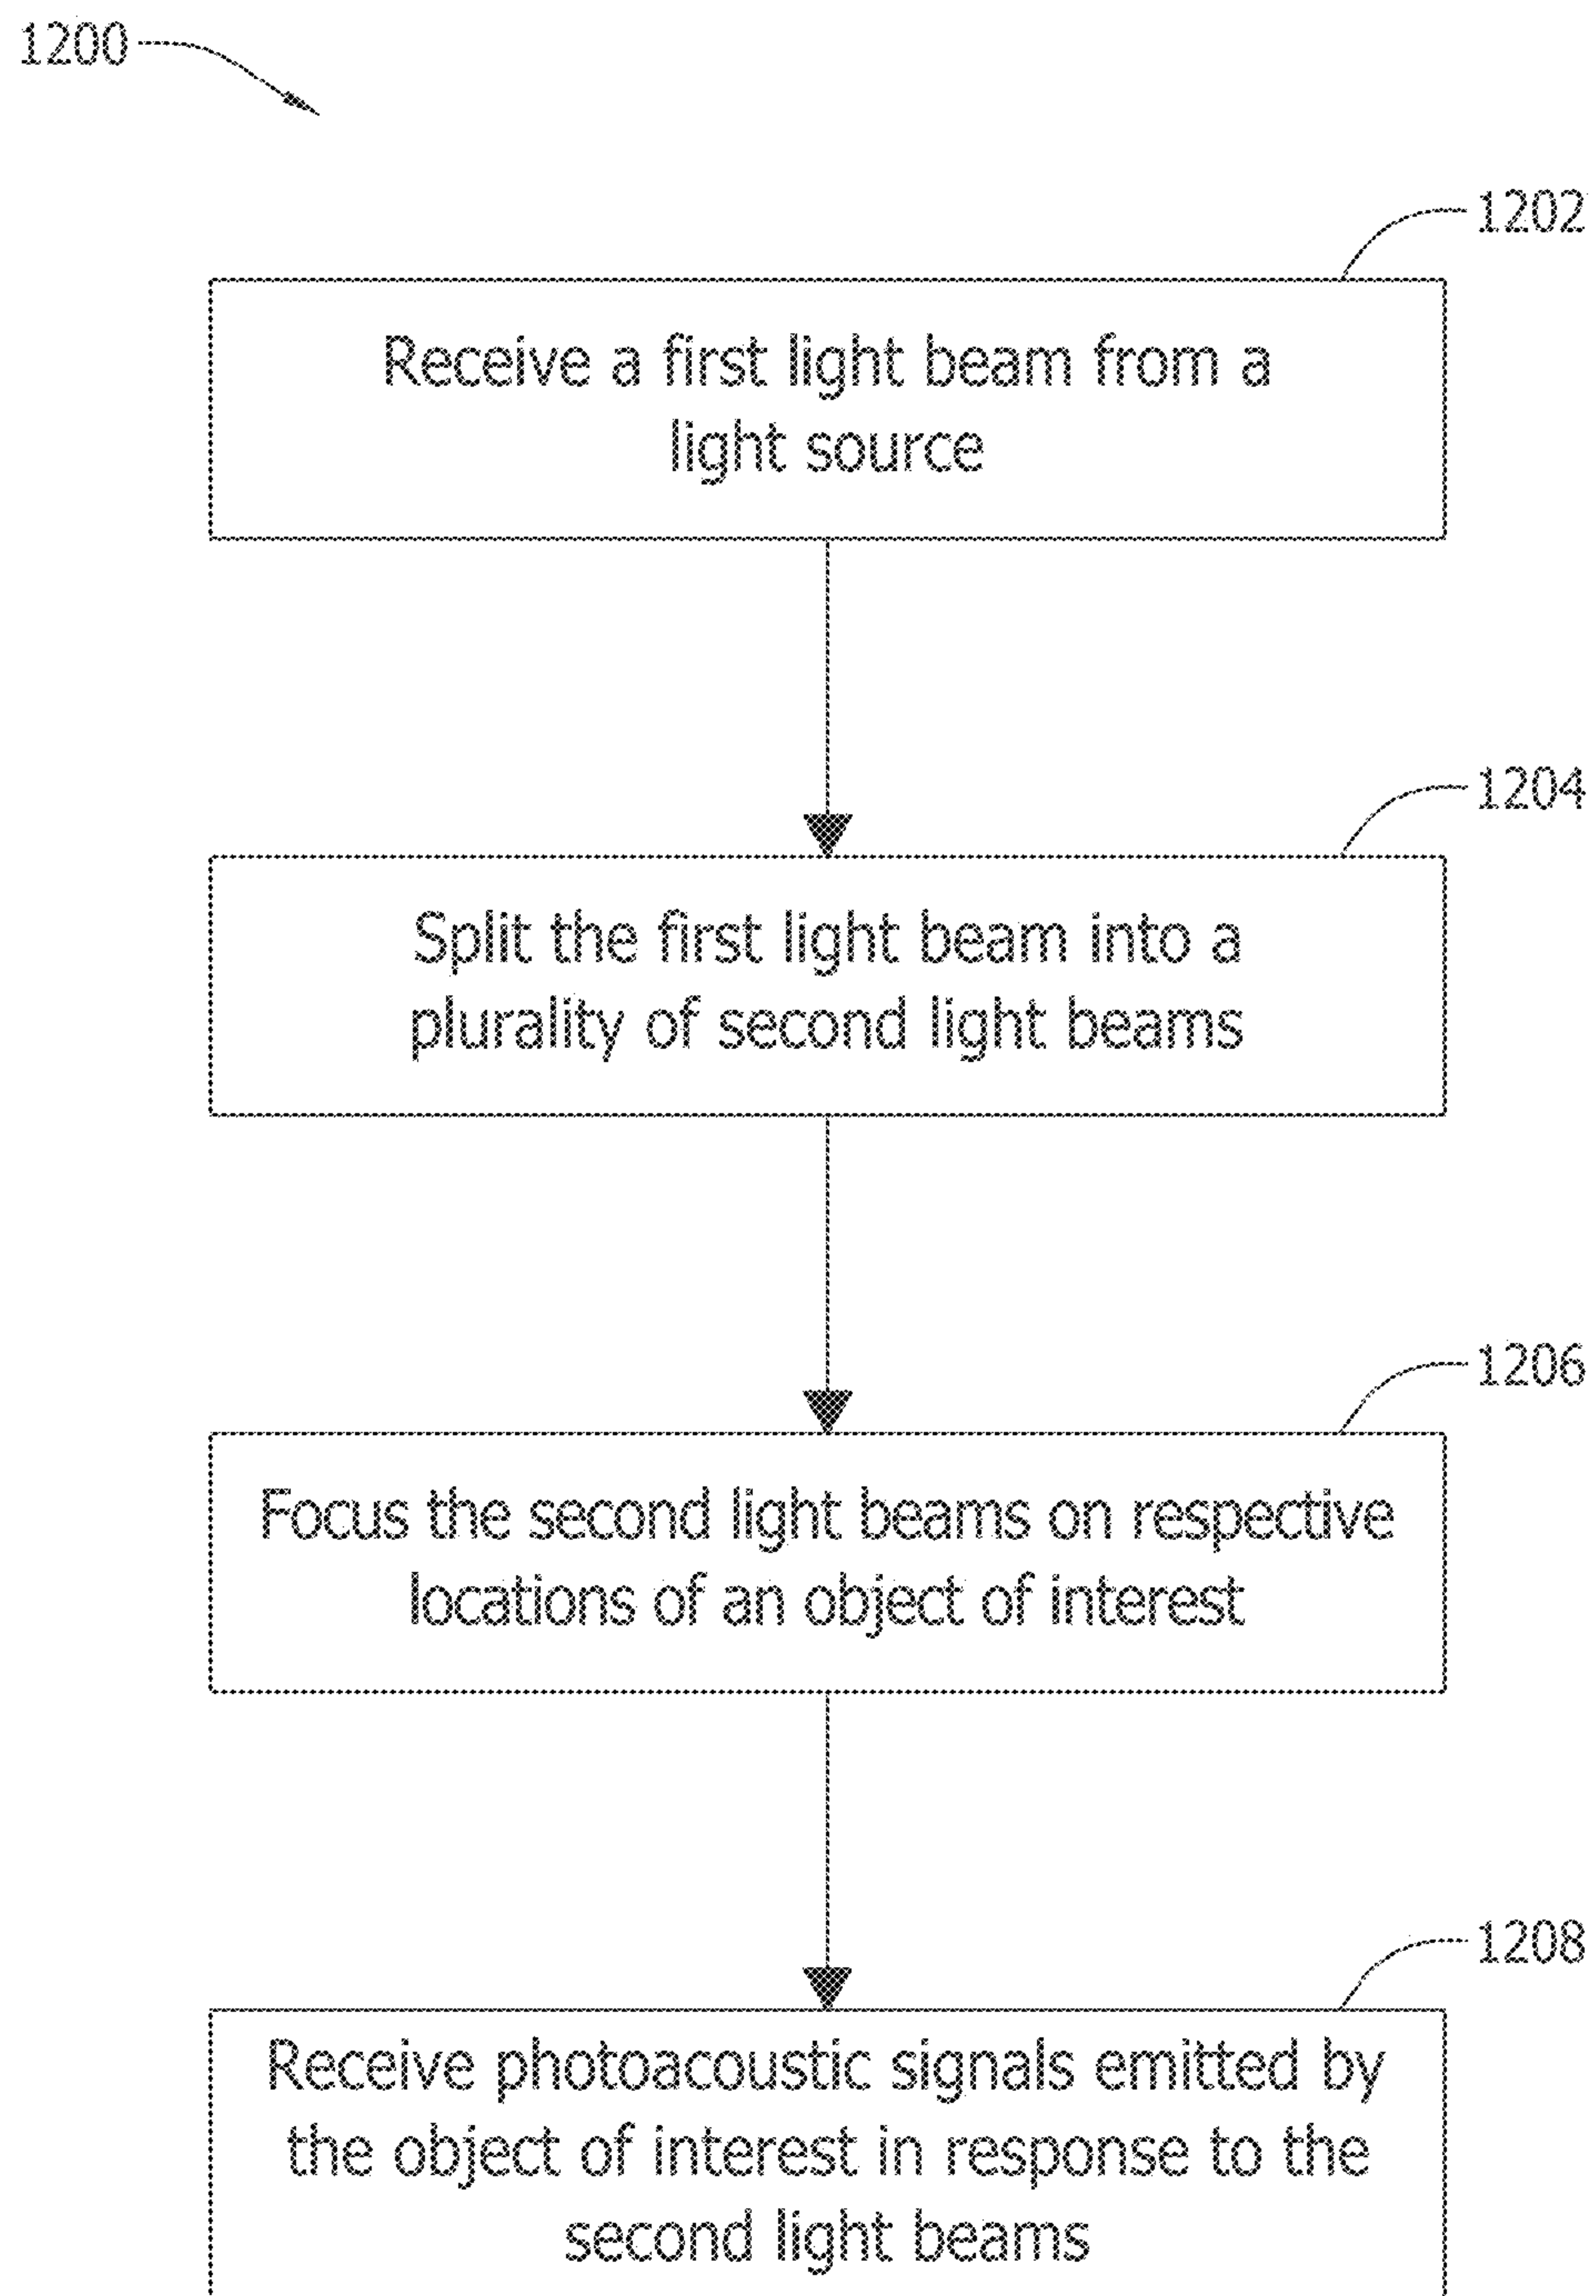 1200
1202
Receive a first light beam from a
light source
1204
Split the first light beam into a
plurality of second light beams
1206
Focus the second light beams on respective
locations of an object of interest
1208
Receive photoacoustic signals emitted by
the object of interest in response to the
second light beams